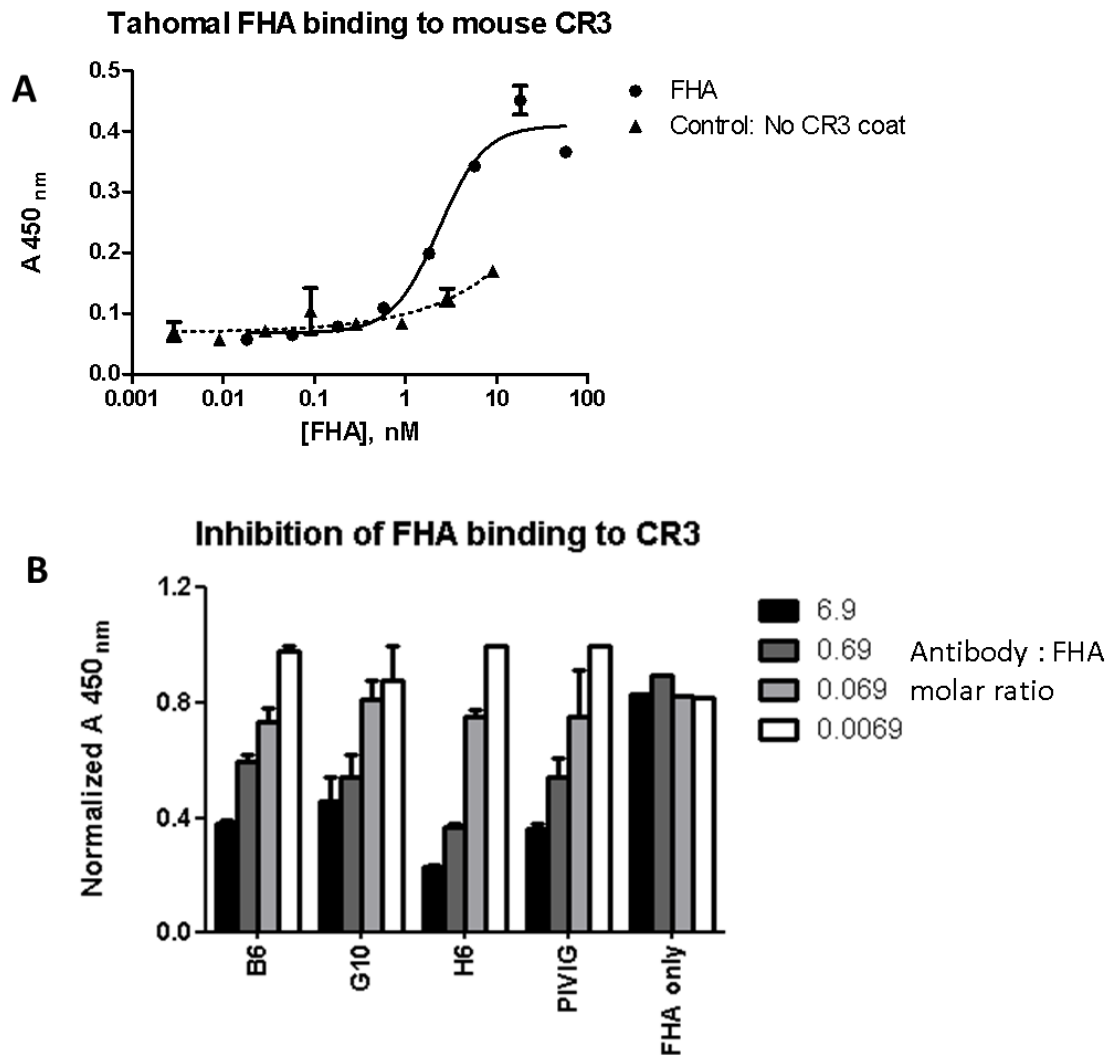 Tahomal FHA binding to mouse CR3
A
0.5
0.4
0.3
0.2
0.1
0.0
A 450 nm
0.001
0.01
0.1
1
10
100
[FHA], nM
FHA
Control: No CR3 coat
Inhibition of FHA binding to CR3
B
1.2
0.8
0.4
0.0
Normalized A 450nm
B6
G10
H6
PIVIG
FHA only
6.9
0.69
0.069
0.0069
Antibody : FHA
molar ratio